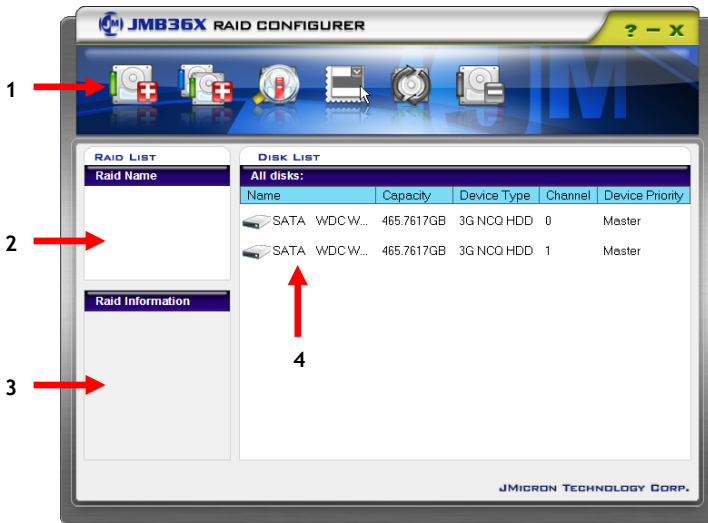 JMB36X RAID CONFIGURER
? – X
1
RAID LIST
Raid Name
DISK LIST
All disks:
Name Capacity Device Type Channel Device Priority
SATA WDC W... 465.7617GB 3G NCQ HDD 0 Master
2
SATA WDC W... 465.7617GB 3G NCQ HDD 1 Master
Raid Information
4
3
JMICRON TECHNOLOGY CORP.